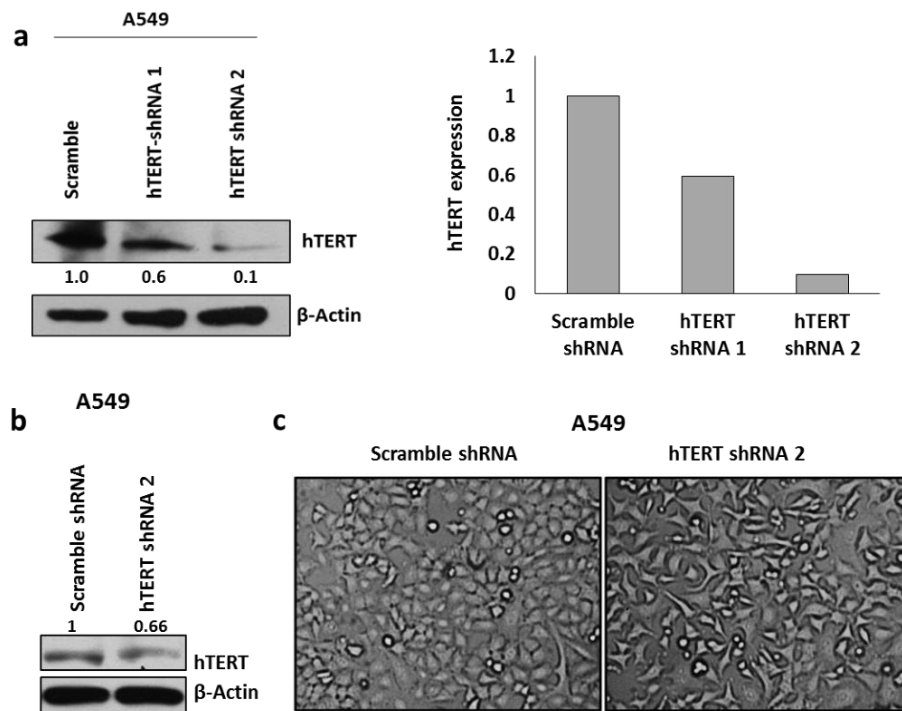 a
A549
Scramble
hTERT-shRNA 1
hTERT shRNA 2
hTERT
1.0 0.6 0.1
β-Actin
hTERT expression
1.2
1
0.8
0.6
0.4
0.2
0
Scramble shRNA
hTERT shRNA 1
hTERT shRNA 2
b
A549
Scramble shRNA
hTERT shRNA 2
1 0.66
hTERT
β-Actin
c
A549
Scramble shRNA hTERT shRNA 2